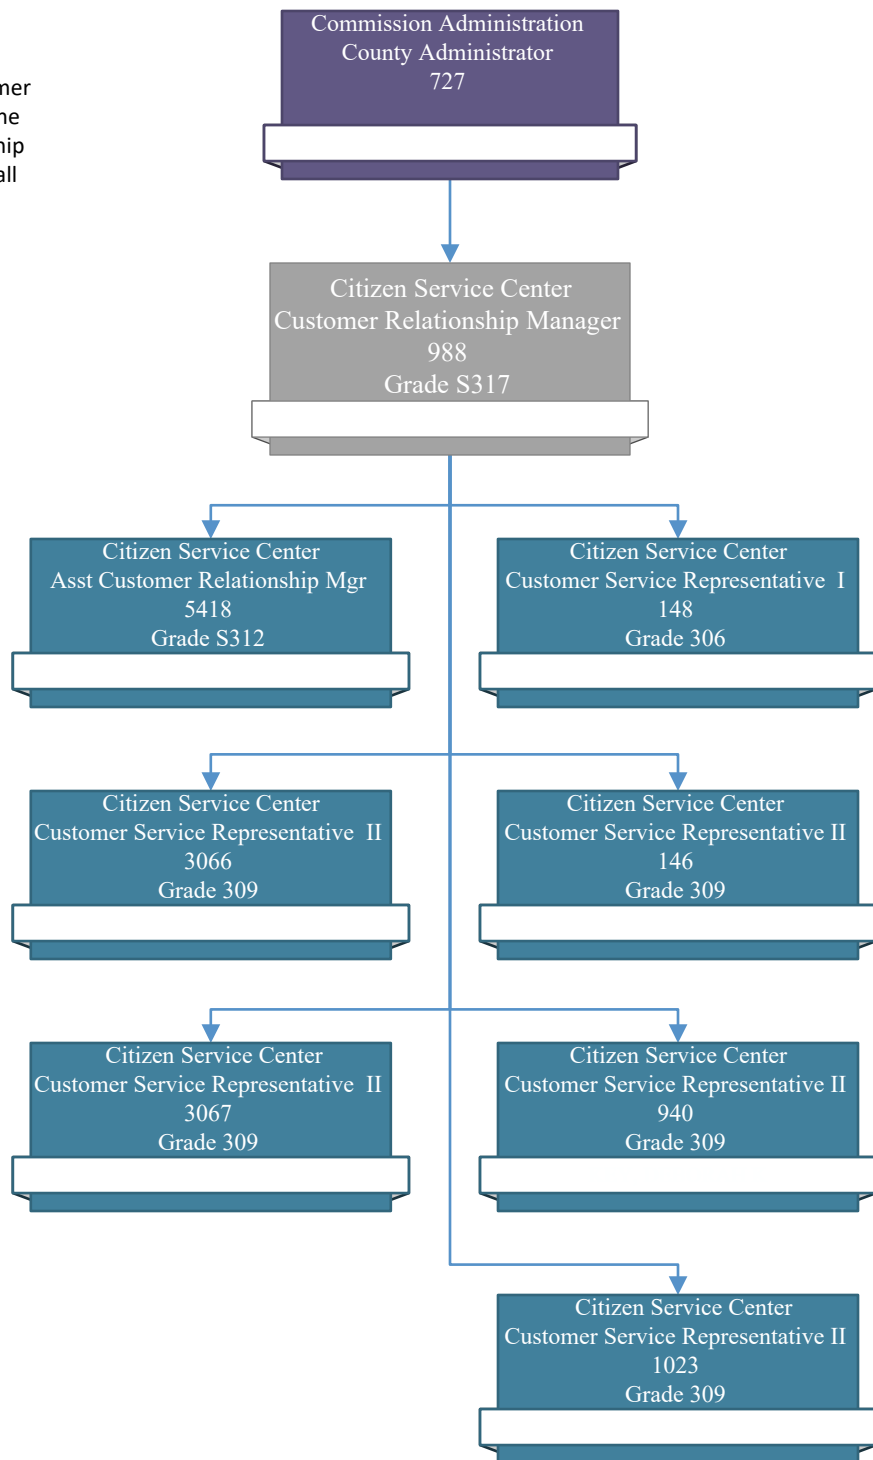 Commission Administration
County Administrator
727
Citizen Service Center
Customer Relationship Manager
988
Grade S317
Citizen Service Center
Asst Customer Relationship Mgr
5418
Grade S312
Citizen Service Center
Customer Service Representative  I
148
Grade 306
Citizen Service Center
Customer Service Representative  II
3066
Grade 309
Citizen Service Center
Customer Service Representative II
146
Grade 309
Citizen Service Center
Customer Service Representative  II
3067
Grade 309
Citizen Service Center
Customer Service Representative II
940
Grade 309
Citizen Service Center
Customer Service Representative II
1023
Grade 309